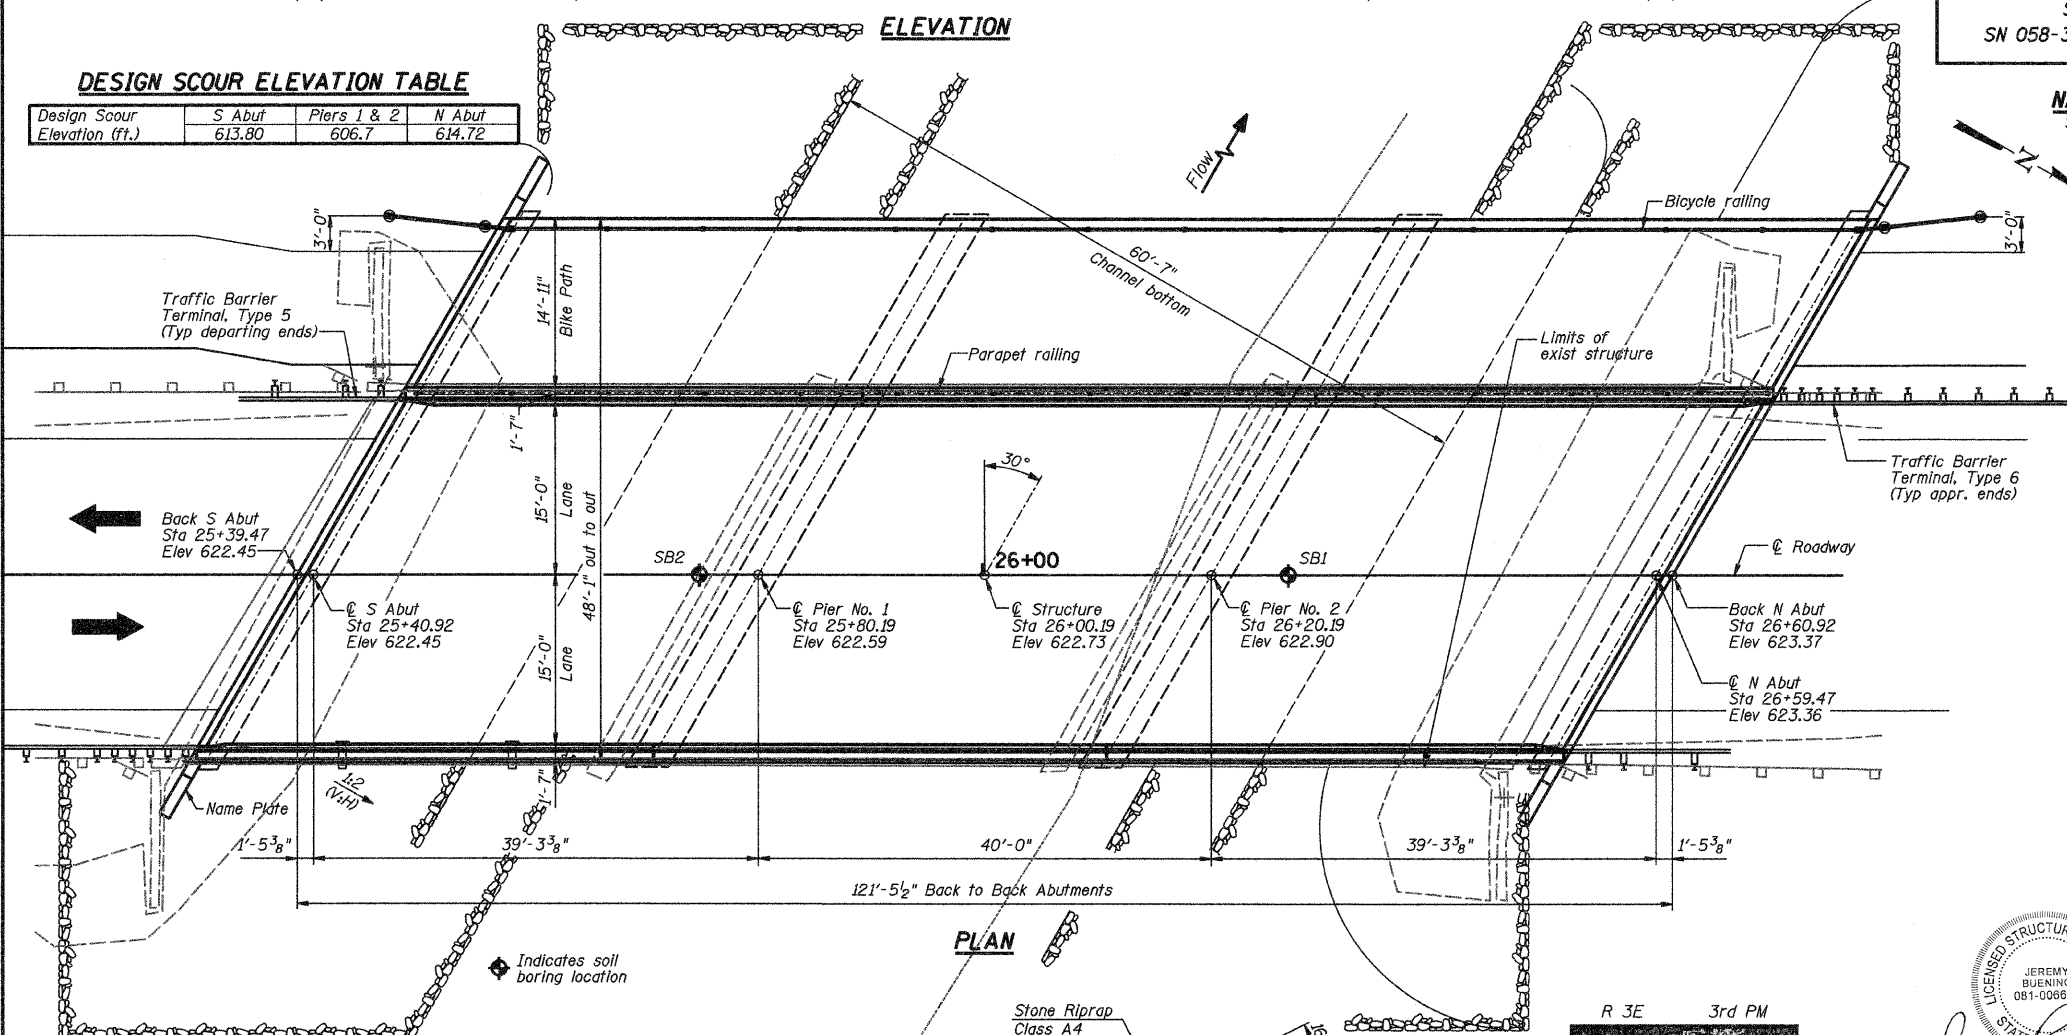 ELEVATION
SN 058-3
DESIGN SCOUR ELEVATION TABLE
Design Scour Elevation (ft.) S Abut Piers 1 & 2 N Abut
613.80 606.7 614.72
N
Flow
Bicycle railing
3'-0"
3'-0"
60'-7"
Channel bottom
14'-11"
Bike Path
Traffic Barrier
Terminal, Type 5
(Typ departing ends)
Parapet railing
Limits of
exist structure
1'-7"
15'-0"
Lane
48'-1" out to out
30°
Traffic Barrier
Terminal, Type 6
(Typ appr. ends)
Back S Abut
Sta 25+39.47
Elev 622.45
SB2
26+00
SB1
℄ Roadway
℄ S Abut
Sta 25+40.92
Elev 622.45
℄ Pier No. 1
Sta 25+80.19
Elev 622.59
℄ Structure
Sta 26+00.19
Elev 622.73
℄ Pier No. 2
Sta 26+20.19
Elev 622.90
Back N Abut
Sta 26+60.92
Elev 623.37
15'-0"
Lane
℄ N Abut
Sta 26+59.47
Elev 623.36
1:2
(V:H)
Name Plate
1'-7"
1'-5⅜"
39'-3⅜"
40'-0"
39'-3⅜"
1'-5⅜"
121'-5½" Back to Back Abutments
PLAN
Indicates soil
boring location
Stone Riprap
Class A4
R 3E 3rd PM
LICENSED STRUCTUR
JEREMY
BUENING
081-0066
STAT